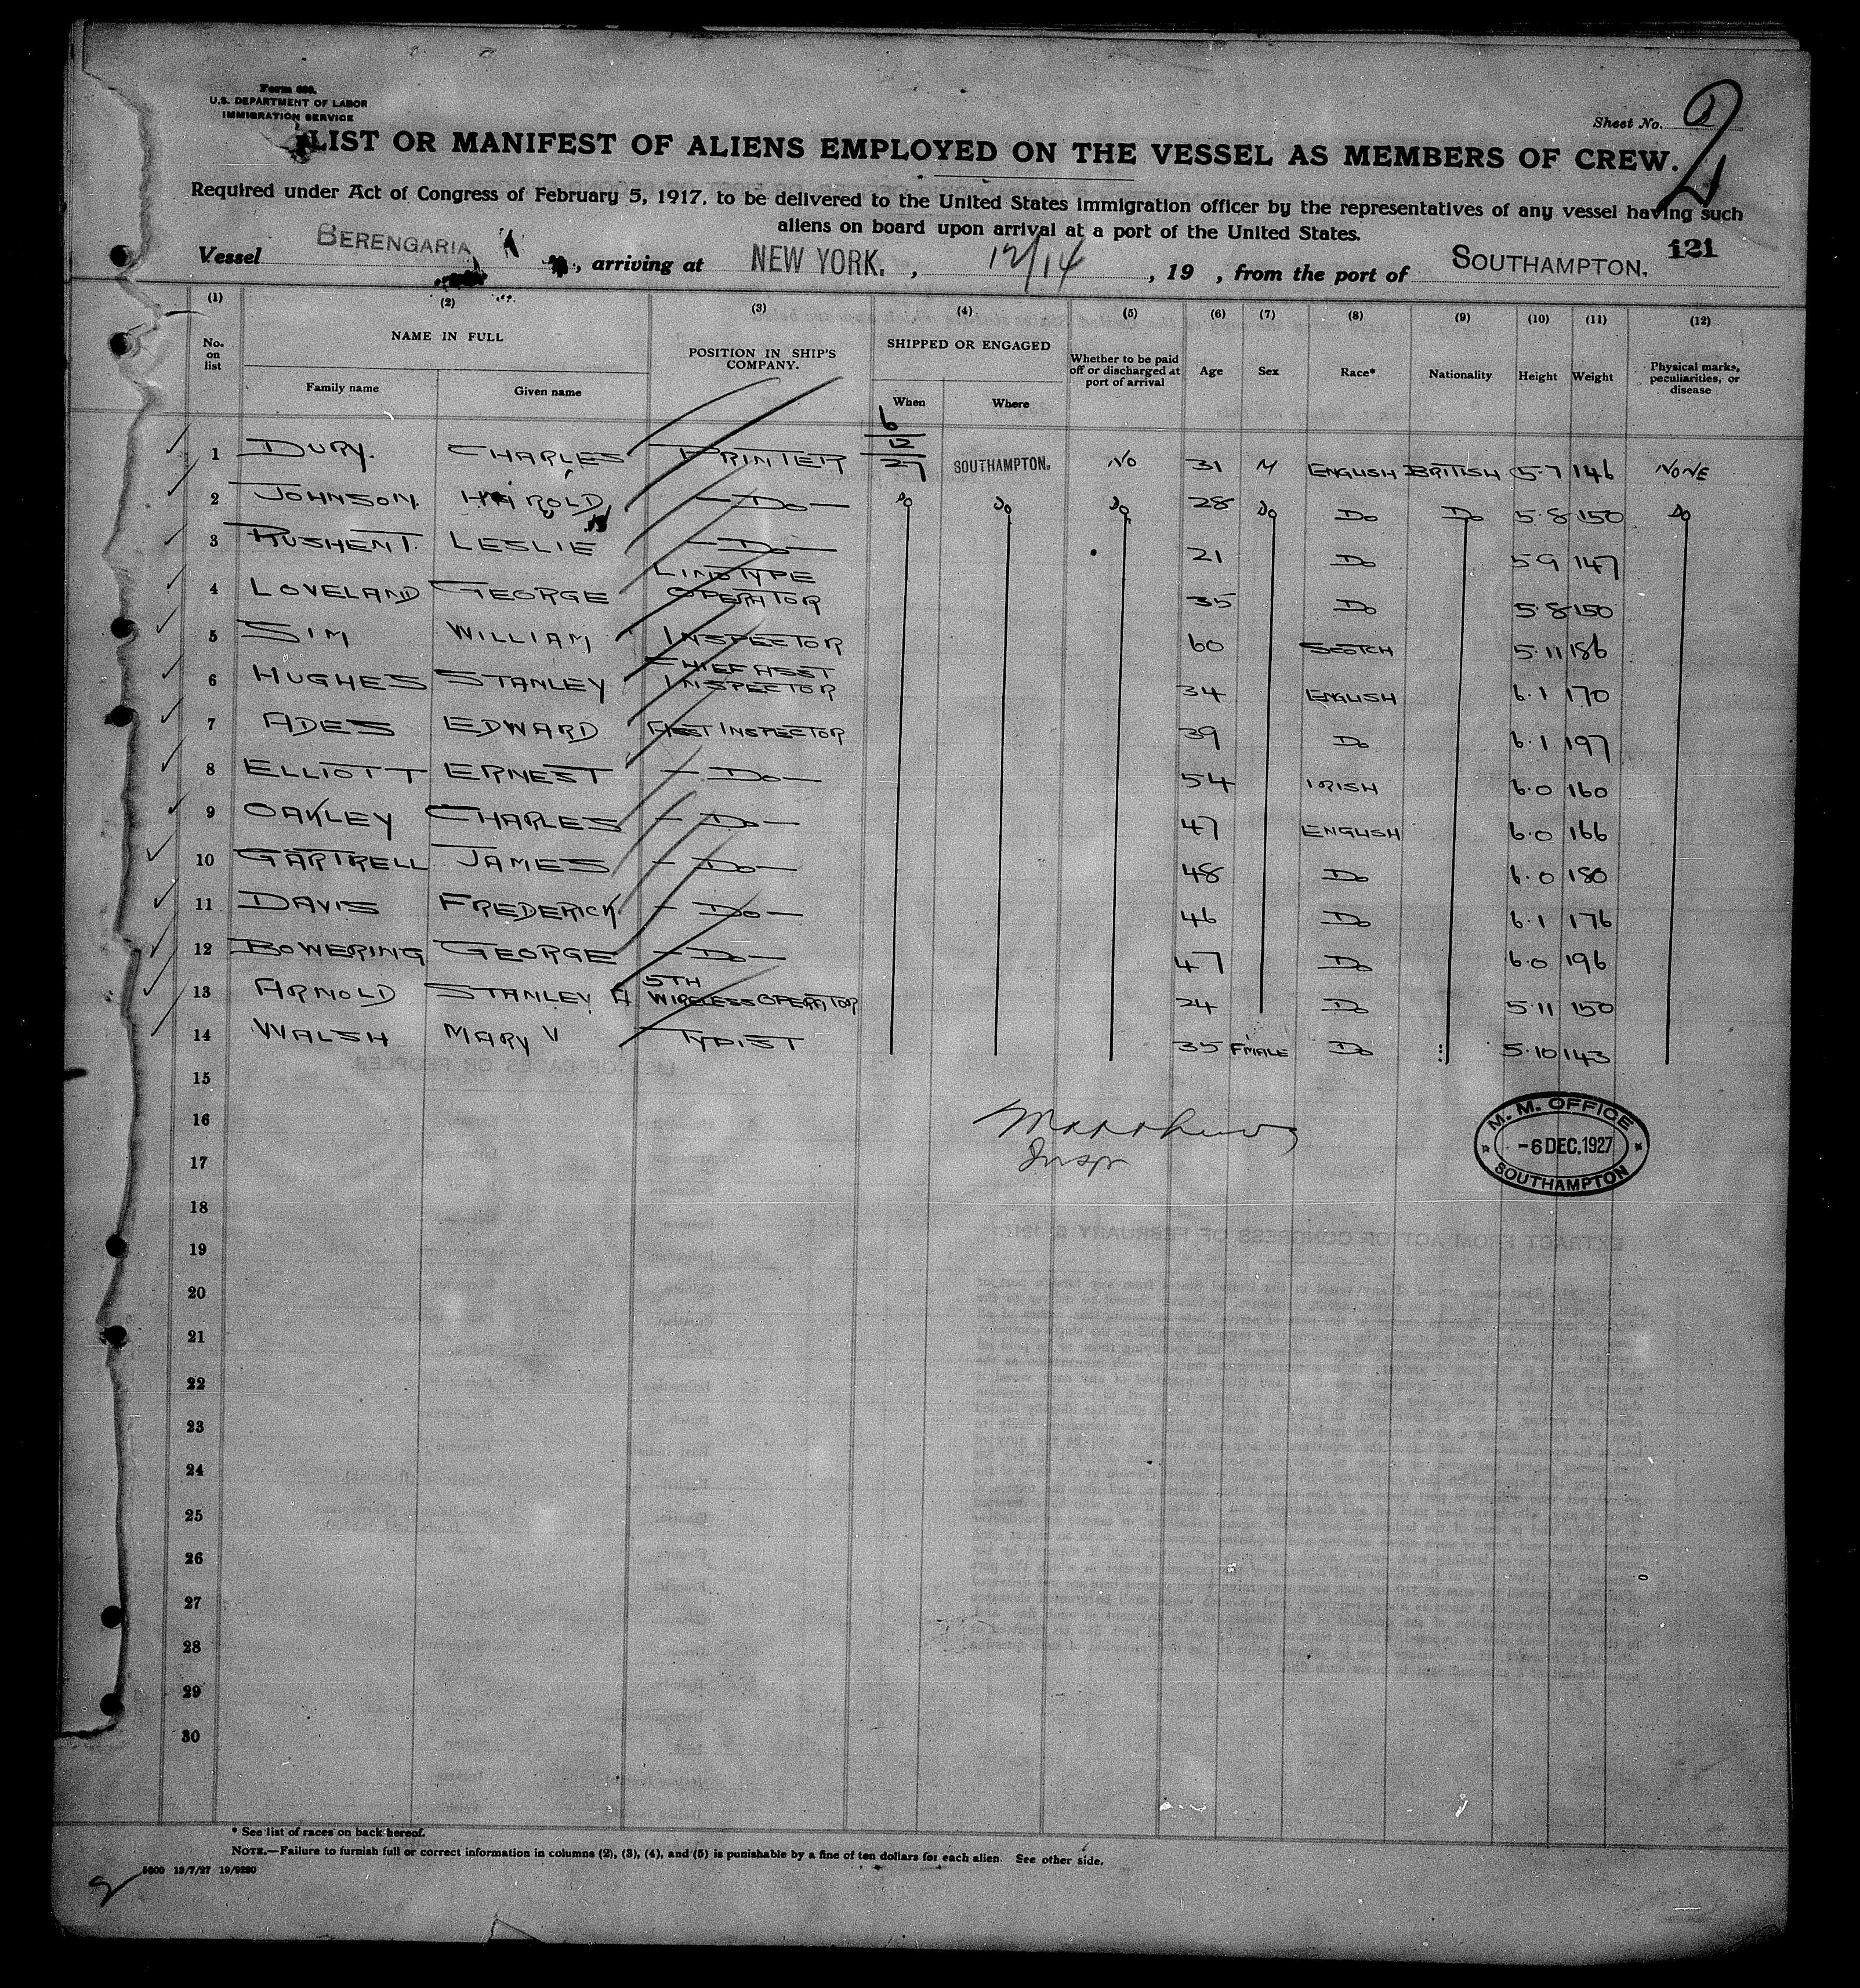 Form 689.
U.S. DEPARTMENT OF LABOR
IMMIGRATION SERVICE
Sheet No. 2
LIST OR MANIFEST OF ALIENS EMPLOYED ON THE VESSEL AS MEMBERS OF CREW.
Required under Act of Congress of February 5, 1917, to be delivered to the United States immigration officer by the representatives of any vessel having such
aliens on board upon arrival at a port of the United States.
121
Vessel BERENGARIA, arriving at NEW YORK, 12/14, 19 , from the port of SOUTHAMPTON.
(1) (2) (3) (4) (5) (6) (7) (8) (9) (10) (11) (12)
No. on list NAME IN FULL POSITION IN SHIP'S COMPANY. SHIPPED OR ENGAGED Whether to be paid off or discharged at port of arrival Age Sex Race* Nationality Height Weight Physical marks, peculiarities, or disease
Family name Given name When Where
1 DURY. CHARLES PRINTER 6/12/27 SOUTHAMPTON. NO 31 M ENGLISH BRITISH 5-7 146 NONE
2 JOHNSON HAROLD — DO — DO DO DO 28 DO DO DO 5.8 150 DO
3 RUSHENT. LESLIE — DO — 21 DO 5 9 147
4 LOVELAND GEORGE LINOTYPE OPERATOR 35 DO 5.8 150
5 SIM WILLIAM INSPECTOR 60 SCOTCH 5.11 186
6 HUGHES STANLEY CHIEF ASST INSPECTOR 34 ENGLISH 6.1 170
7 ADES EDWARD ASST INSPECTOR 39 DO 6.1 197
8 ELLIOTT ERNEST — DO — 54 IRISH 6.0 160
9 OAKLEY CHARLES — DO — 47 ENGLISH 6.0 166
10 GARTRELL JAMES — DO — 48 DO 6.0 180
11 DAVIS FREDERICK — DO — 46 DO 6.1 176
12 BOWERING GEORGE — DO — 47 DO 6.0 196
13 ARNOLD STANLEY A 5TH WIRELESS OPERATOR 24 DO 5.11 150
14 WALSH MARY V TYPIST 35 FMALE DO 5.10 143
15
16
17
18
19
20
21
22
23
24
25
26
27
28
29
30
Insp
M. M. OFFICE
-6 DEC. 1927
SOUTHAMPTON
* See list of races on back hereof.
NOTE.—Failure to furnish full or correct information in columns (2), (3), (4), and (5) is punishable by a fine of ten dollars for each alien. See other side.
5000 13/7/27 19/9290
2